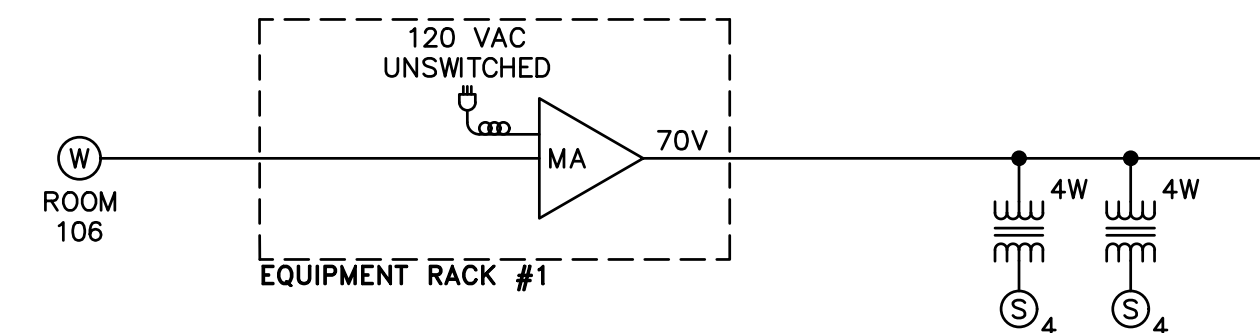 120 VAC
UNSWITCHED
W
MA
70V
ROOM
106
4W
4W
EQUIPMENT RACK #1
S
4
S
4